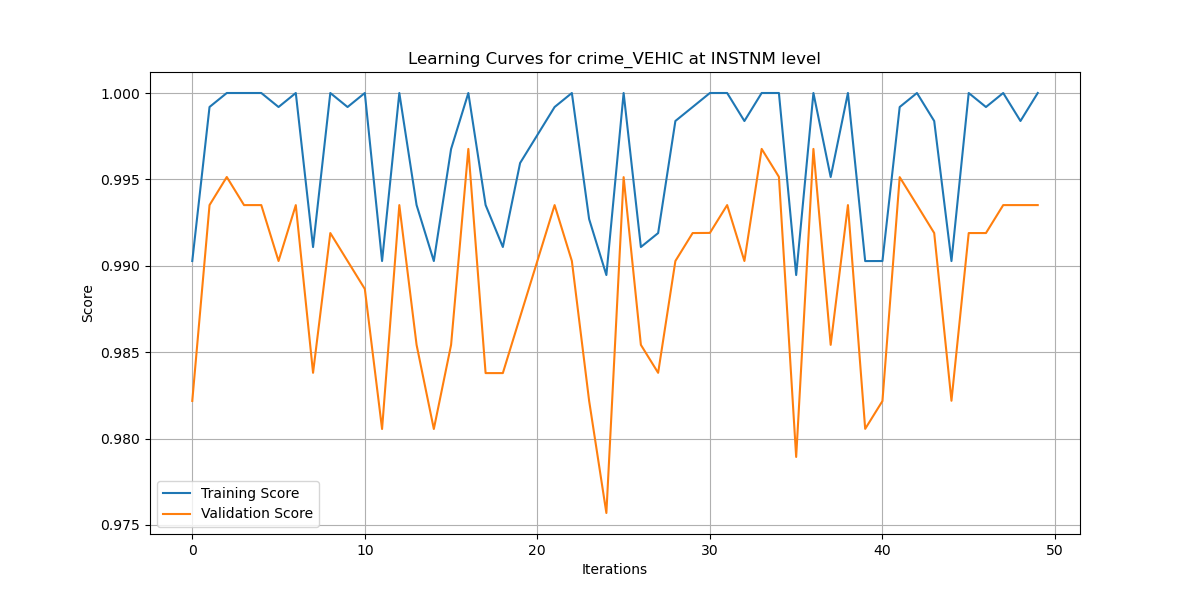 Learning Curves for crime_VEHIC at INSTNM level
1.000
0.995
0.990
0.985
0.980
0.975
Score
Training Score
Validation Score
0 10 20 30 40 50
Iterations